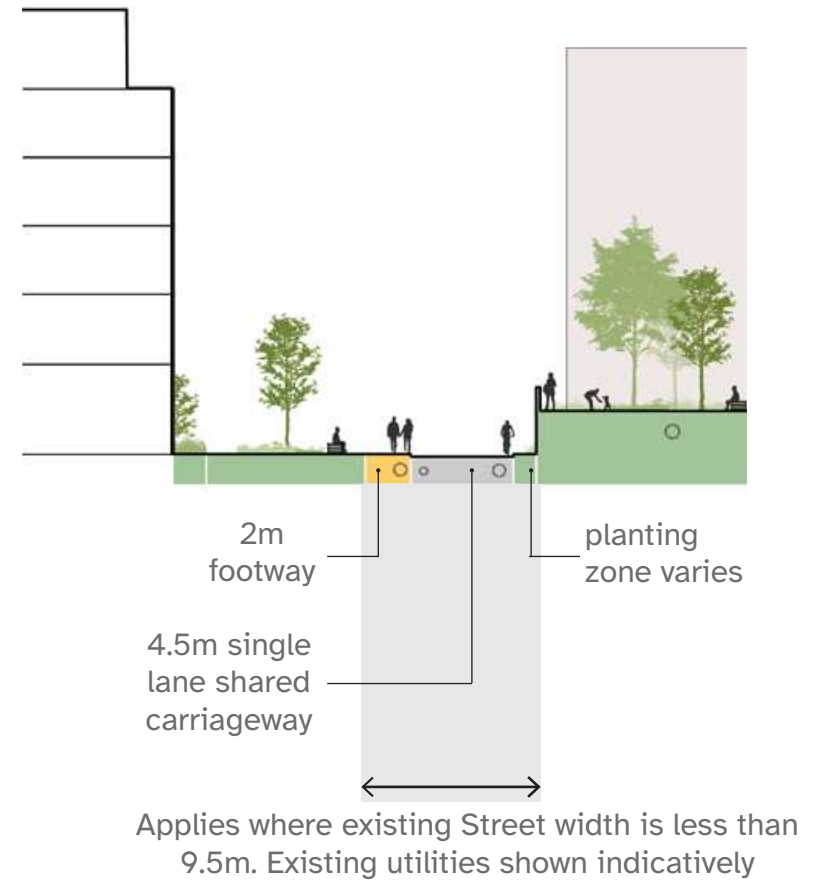 2m
footway
planting
zone varies
4.5m single
lane shared
carriageway
Applies where existing Street width is less than
9.5m. Existing utilities shown indicatively